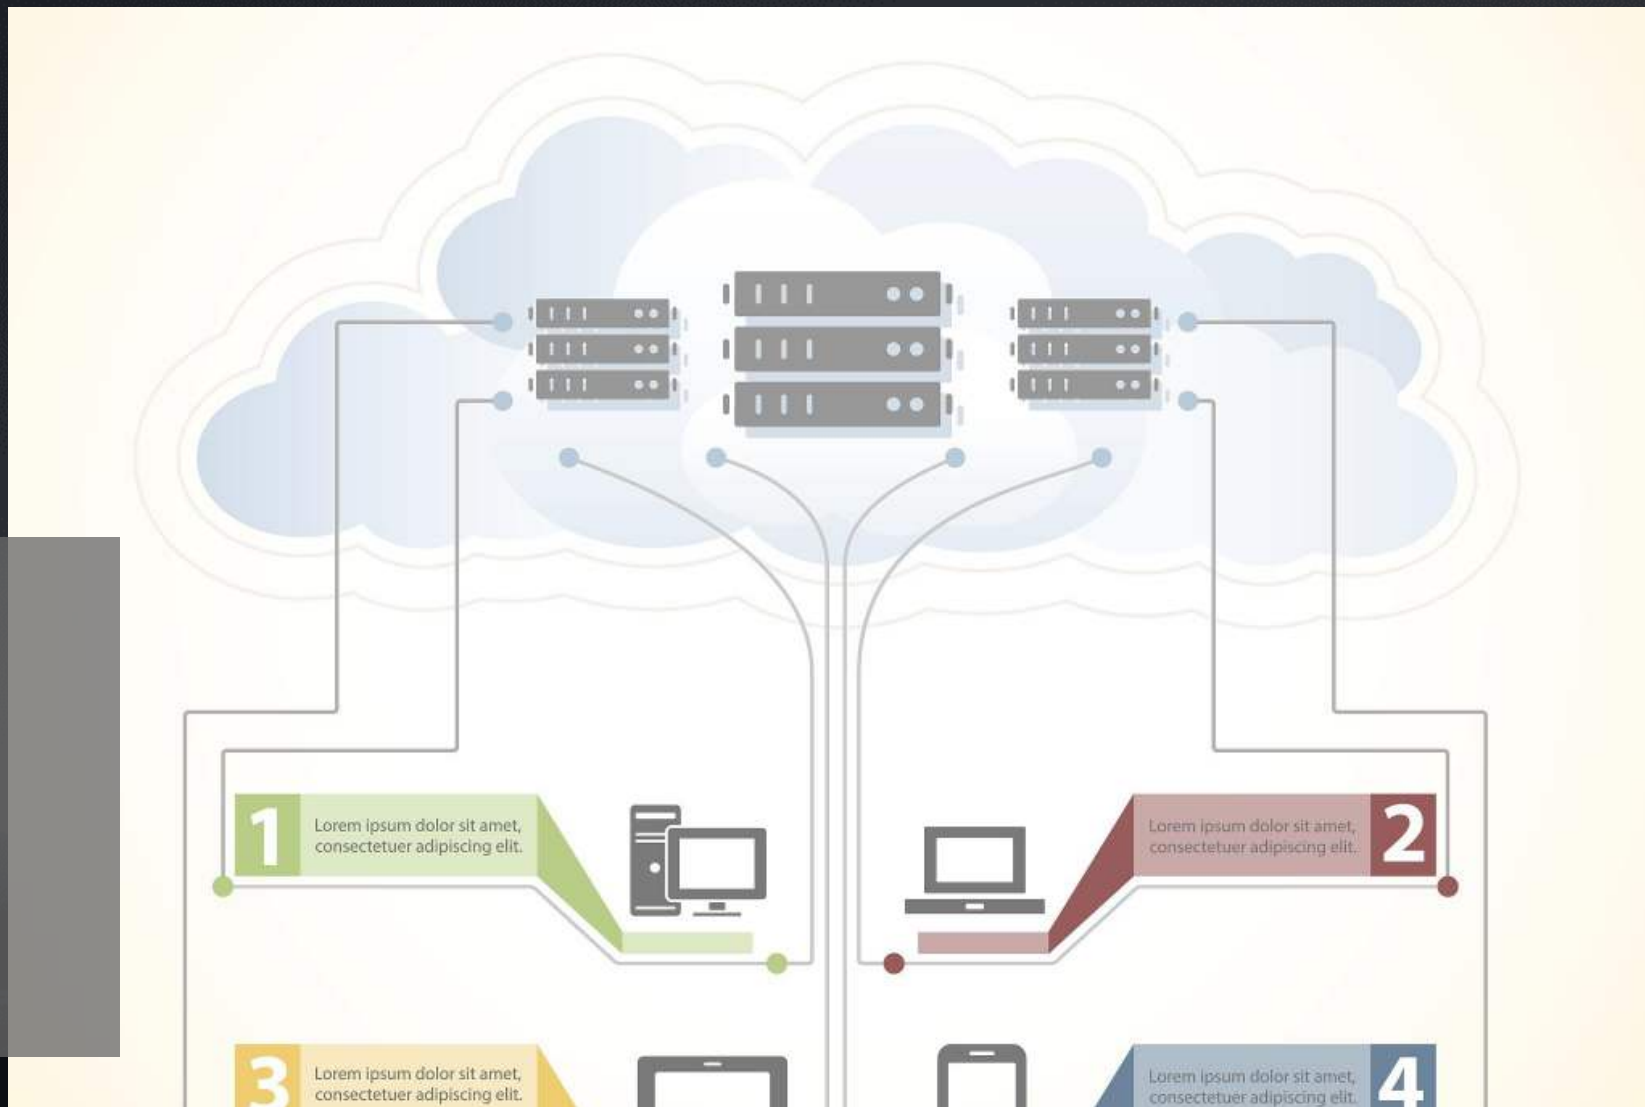 1
Lorem ipsum dolor sit amet,
consectetuer adipiscing elit.
Lorem ipsum dolor sit amet,
consectetuer adipiscing elit.
2
3
Lorem ipsum dolor sit amet,
consectetuer adipiscing elit.
Lorem ipsum dolor sit amet,
consectetuer adipiscing elit.
4